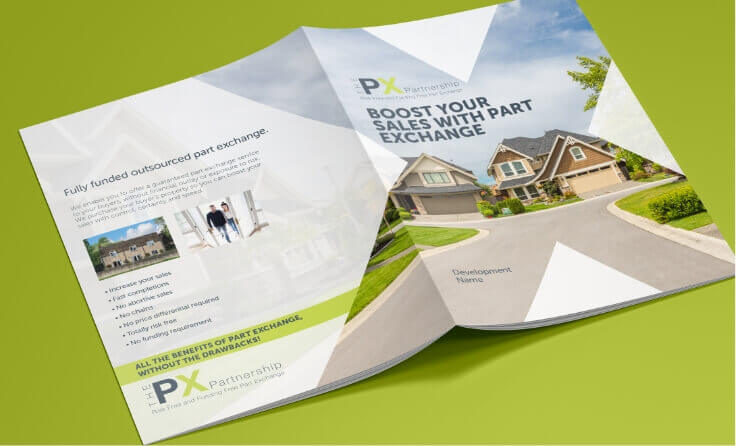 Fully funded outsourced part exchange.
We enable you to offer a guaranteed part exchange service
to your buyers, without financial outlay or exposure to risk.
We purchase your buyer's property so you can boost your
sales with control, certainty, and speed.
• Increase your sales
• Fast completions
• No abortive sales
• No chains
• No price differential required
• Totally risk free
• No funding requirement
ALL THE BENEFITS OF PART EXCHANGE,
WITHOUT THE DRAWBACKS!
THE PX Partnership
Risk Free and Funding Free Part Exchange
THE PX Partnership
Risk Free and Funding Free Part Exchange
BOOST YOUR
SALES WITH PART
EXCHANGE
Development
Name